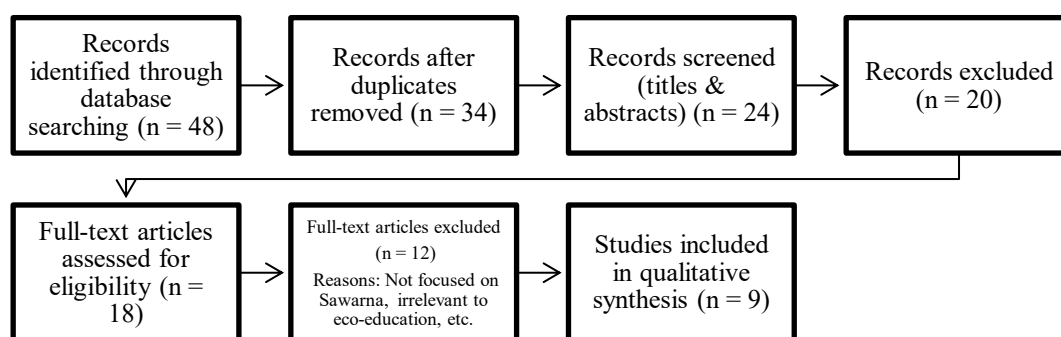 Records
identified through
database
searching (n = 48)
Records after
duplicates
removed (n = 34)
Records screened
(titles &
abstracts) (n = 24)
Records excluded
(n = 20)
Full-text articles
assessed for
eligibility (n =
18)
Full-text articles excluded
(n = 12)
Reasons: Not focused on
Sawarna, irrelevant to
eco-education, etc.
Studies included
in qualitative
synthesis (n = 9)